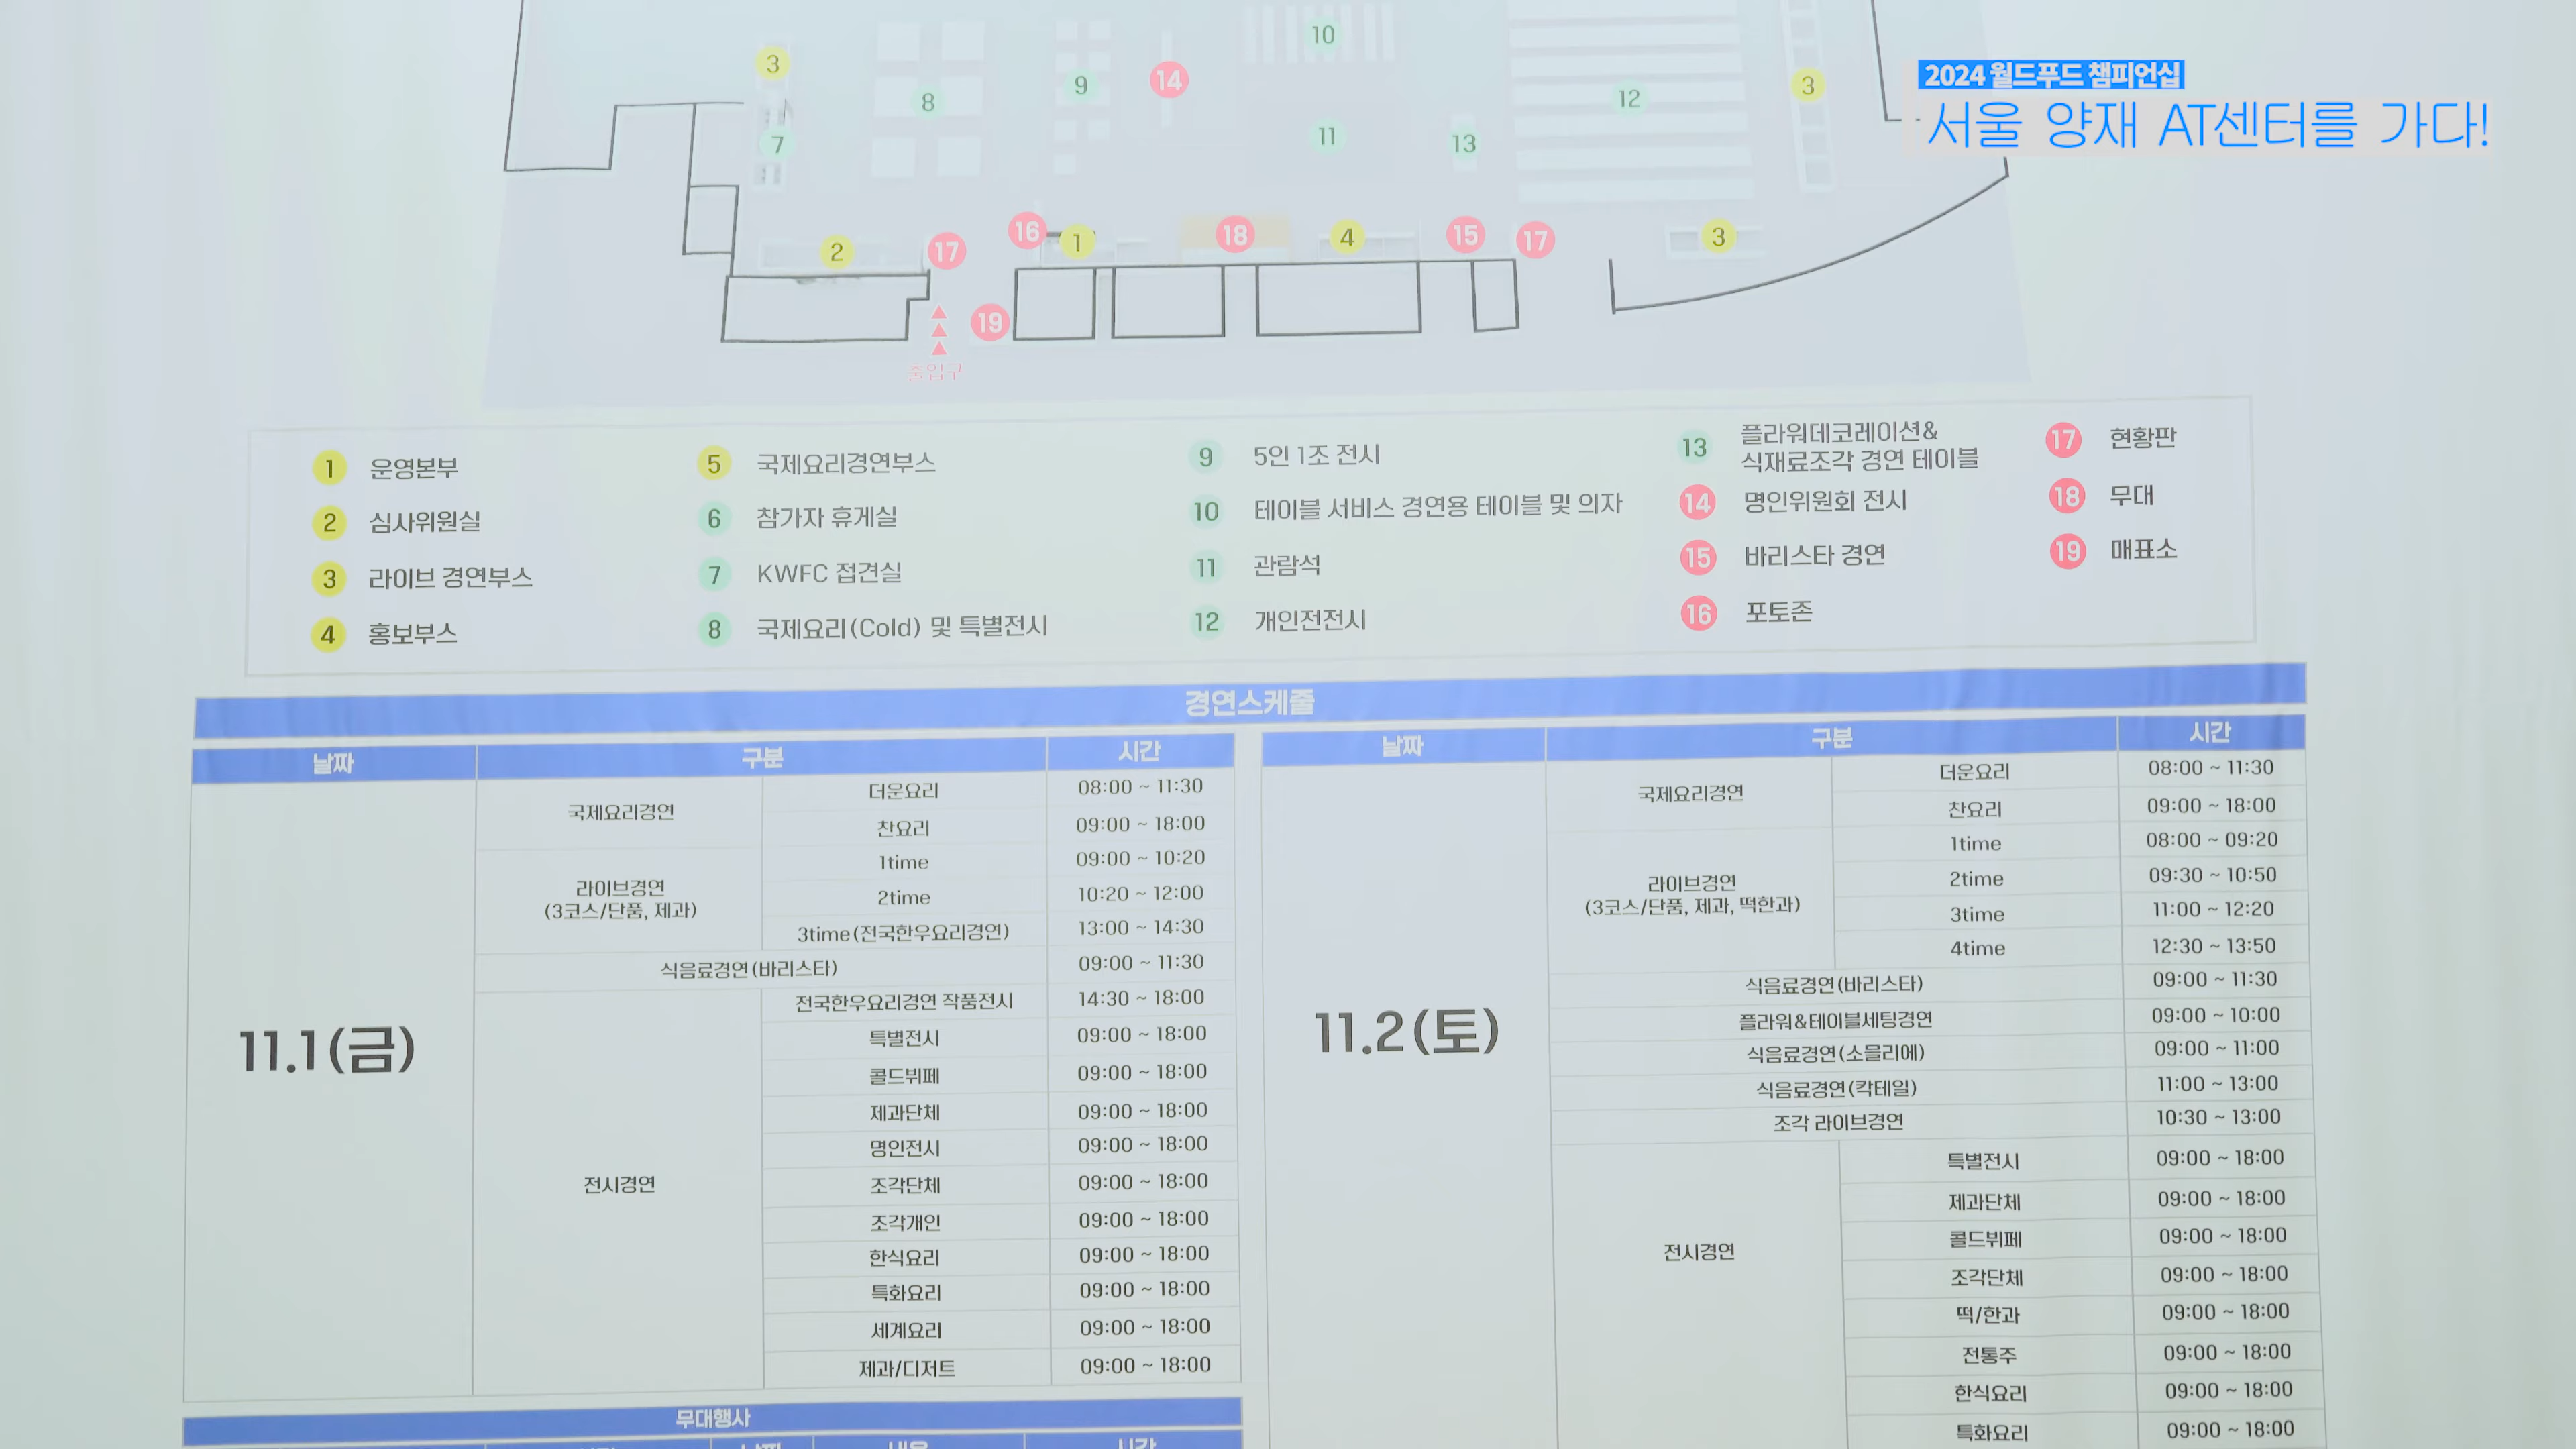 2024 월드푸드 챔피언십
서울 양재 AT센터를 가다!
10
3
14
9
3
8
12
11
13
7
16
18
15
17
1
4
3
2
17
19
출입구
1 운영본부
2 심사위원실
3 라이브 경연부스
4 홍보부스
5 국제요리경연부스
6 참가자 휴게실
7 KWFC 접견실
8 국제요리(Cold) 및 특별전시
9 5인 1조 전시
10 테이블 서비스 경연용 테이블 및 의자
11 관람석
12 개인전전시
13 플라워데코레이션&
식재료조각 경연 테이블
14 명인위원회 전시
15 바리스타 경연
16 포토존
17 현황판
18 무대
19 매표소
경연스케줄
날짜 구분 시간
11.1(금)
국제요리경연
더운요리 08:00 ~ 11:30
찬요리 09:00 ~ 18:00
라이브경연
(3코스/단품, 제과)
1time 09:00 ~ 10:20
2time 10:20 ~ 12:00
3time(전국한우요리경연) 13:00 ~ 14:30
식음료경연(바리스타) 09:00 ~ 11:30
전시경연
전국한우요리경연 작품전시 14:30 ~ 18:00
특별전시 09:00 ~ 18:00
콜드뷔페 09:00 ~ 18:00
제과단체 09:00 ~ 18:00
명인전시 09:00 ~ 18:00
조각단체 09:00 ~ 18:00
조각개인 09:00 ~ 18:00
한식요리 09:00 ~ 18:00
특화요리 09:00 ~ 18:00
세계요리 09:00 ~ 18:00
제과/디저트 09:00 ~ 18:00
무대행사
날짜 구분 시간
11.2(토)
국제요리경연
더운요리 08:00 ~ 11:30
찬요리 09:00 ~ 18:00
라이브경연
(3코스/단품, 제과, 떡한과)
1time 08:00 ~ 09:20
2time 09:30 ~ 10:50
3time 11:00 ~ 12:20
4time 12:30 ~ 13:50
식음료경연(바리스타) 09:00 ~ 11:30
플라워&테이블세팅경연 09:00 ~ 10:00
식음료경연(소믈리에) 09:00 ~ 11:00
식음료경연(칵테일) 11:00 ~ 13:00
조각 라이브경연 10:30 ~ 13:00
전시경연
특별전시 09:00 ~ 18:00
제과단체 09:00 ~ 18:00
콜드뷔페 09:00 ~ 18:00
조각단체 09:00 ~ 18:00
떡/한과 09:00 ~ 18:00
전통주 09:00 ~ 18:00
한식요리 09:00 ~ 18:00
특화요리 09:00 ~ 18:00